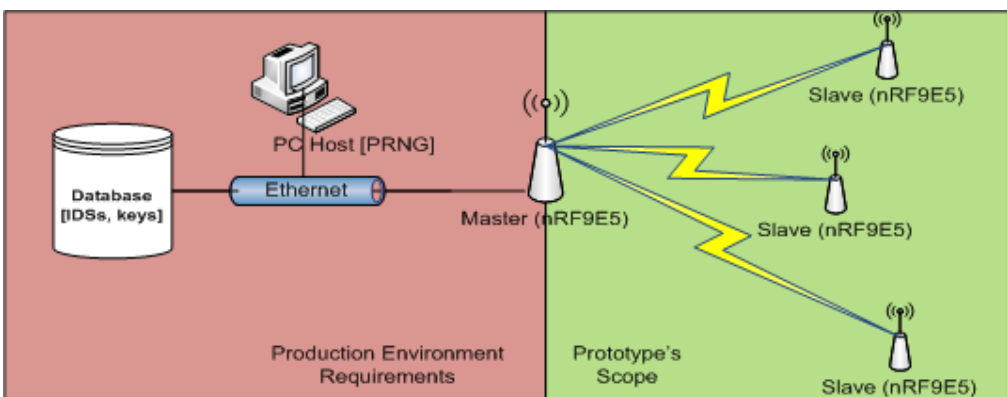 Slave (nRF9E5)
PC Host [PRNG]
Database
[IDSs, keys]
Ethernet
Master (nRF9E5)
Slave (nRF9E5)
Production Environment
Requirements
Prototype's
Scope
Slave (nRF9E5)